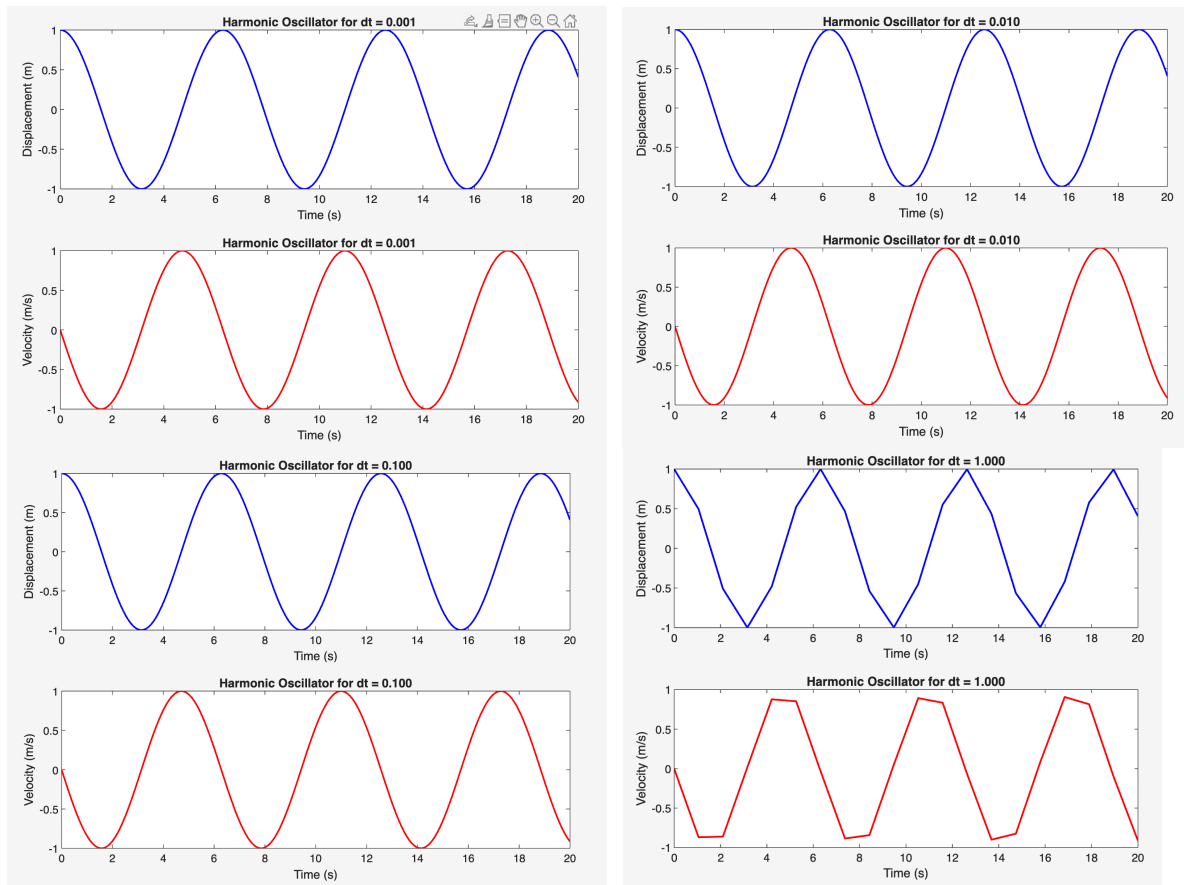 Harmonic Oscillator for dt = 0.001
1
0.5
0
-0.5
-1
Displacement (m)
0 2 4 6 8 10 12 14 16 18 20
Time (s)
Harmonic Oscillator for dt = 0.001
1
0.5
0
-0.5
-1
Velocity (m/s)
0 2 4 6 8 10 12 14 16 18 20
Time (s)
Harmonic Oscillator for dt = 0.010
1
0.5
0
-0.5
-1
Displacement (m)
0 2 4 6 8 10 12 14 16 18 20
Time (s)
Harmonic Oscillator for dt = 0.010
1
0.5
0
-0.5
-1
Velocity (m/s)
0 2 4 6 8 10 12 14 16 18 20
Time (s)
Harmonic Oscillator for dt = 0.100
1
0.5
0
-0.5
-1
Displacement (m)
0 2 4 6 8 10 12 14 16 18 20
Time (s)
Harmonic Oscillator for dt = 0.100
1
0.5
0
-0.5
-1
Velocity (m/s)
0 2 4 6 8 10 12 14 16 18 20
Time (s)
Harmonic Oscillator for dt = 1.000
1
0.5
0
-0.5
-1
Displacement (m)
0 2 4 6 8 10 12 14 16 18 20
Time (s)
Harmonic Oscillator for dt = 1.000
1
0.5
0
-0.5
-1
Velocity (m/s)
0 2 4 6 8 10 12 14 16 18 20
Time (s)